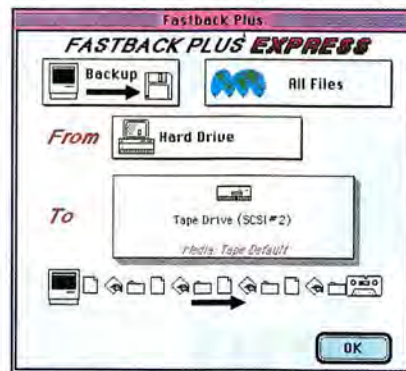 Fastback Plus
FASTBACK PLUS EXPRESS
Backup
All Files
From
Hard Drive
To
Tape Drive (SCSI#2)
Media: Tape Default
OK